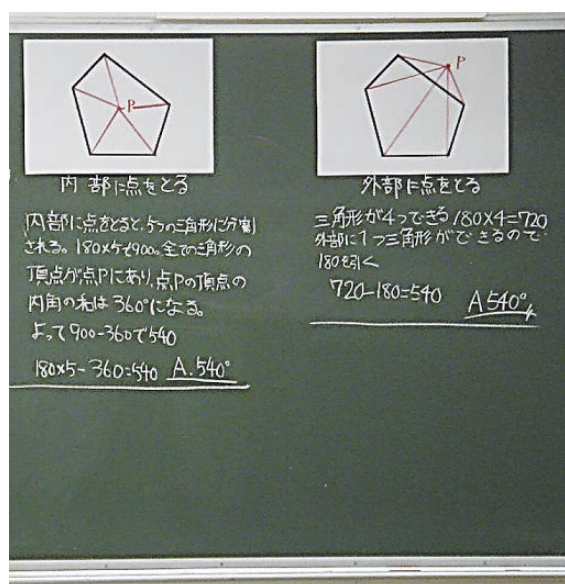 P
内部に点をとる
内部に点をとると、5つの三角形に分割
される。180×5で900。全ての三角形の
頂点が点Pにあり、点Pの頂点の
内角の和は360°になる。
よって900-360で540
180×5-360=540 A.540°
P
外部に点をとる
三角形が4つできる180×4=720
外部に1つ三角形ができるので
180を引く
720-180=540 A 540°